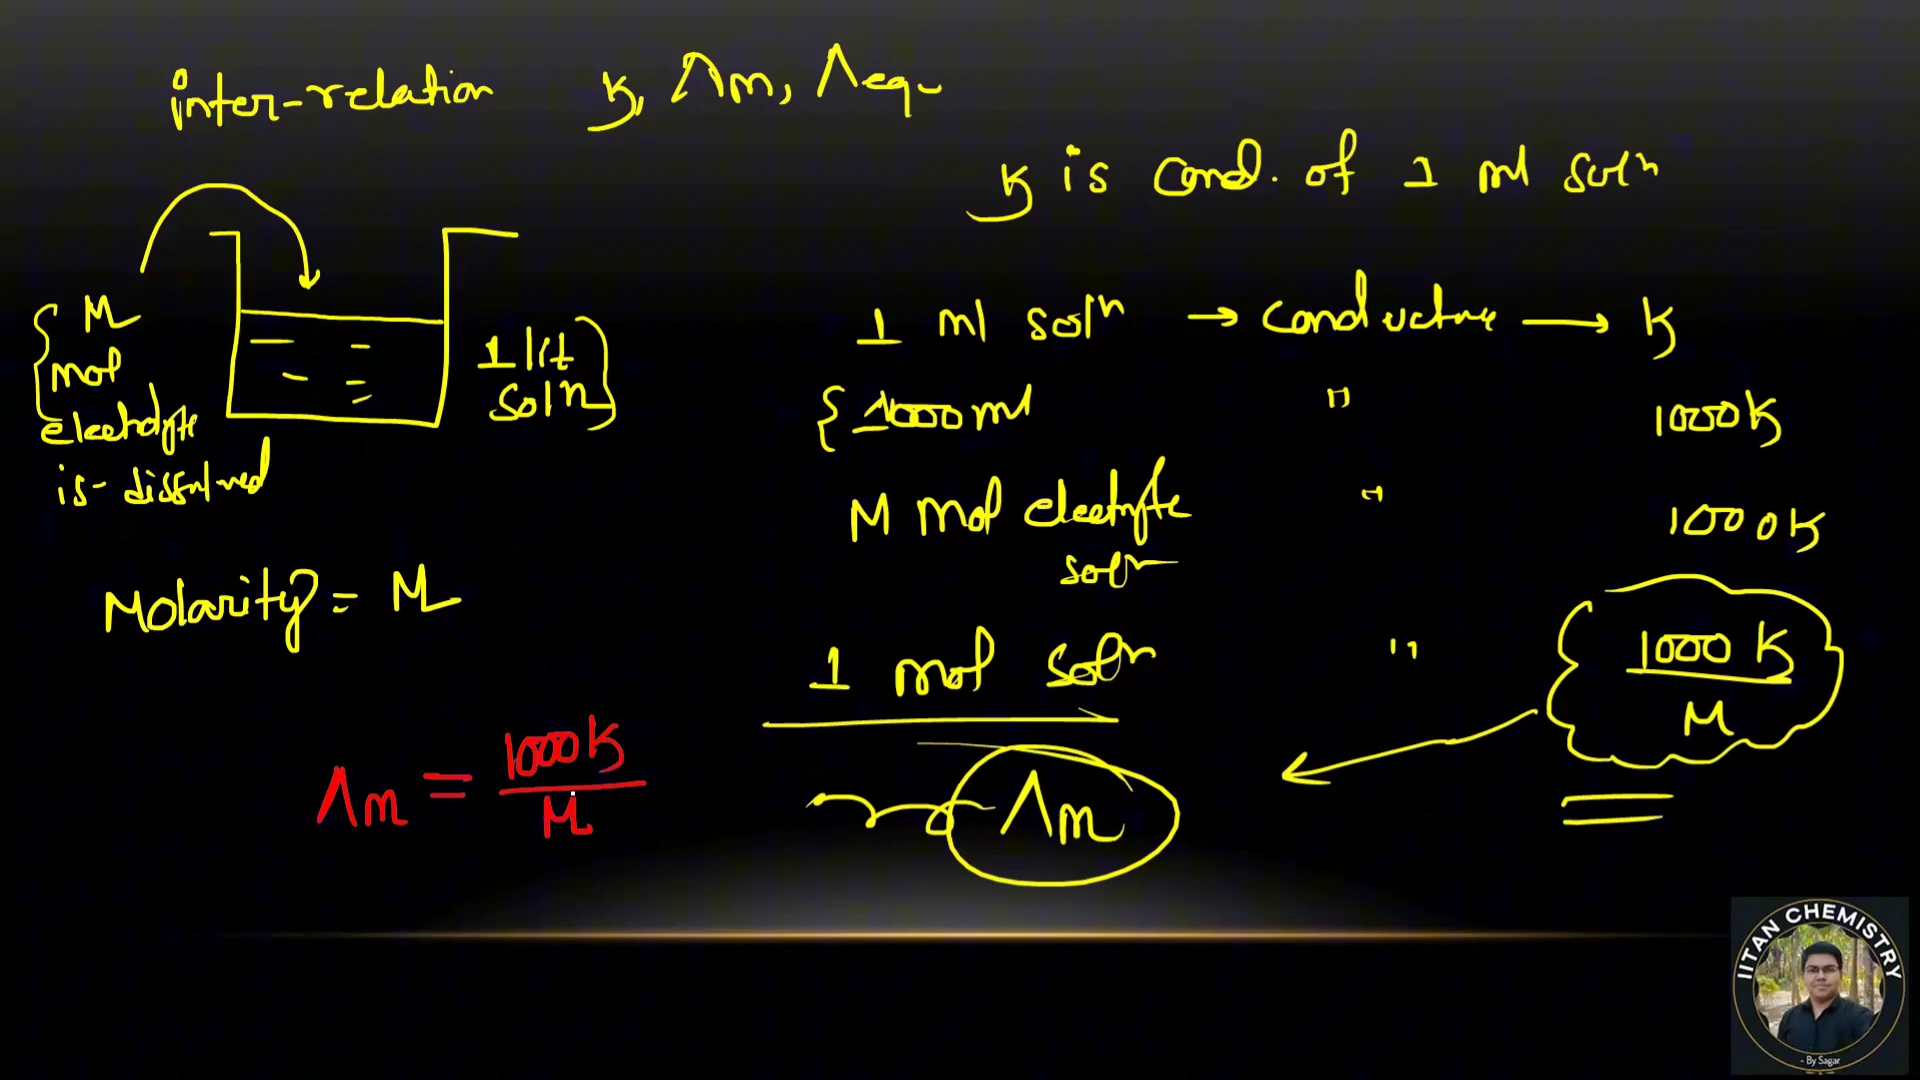 inter-relation κ, Λm, Λeq.
κ is cond. of 1 ml solⁿ
M
mol
electrolyte
is- dissolved
1 lit
solⁿ
1 ml solⁿ → conductance → κ
{ 1000 ml " 1000 κ
M mol electrolyte " 1000 κ
solⁿ
Molarity = M
1 mol solⁿ " 1000 κ
M
Λm = 1000 κ
M
Λm
IITAN CHEMISTRY
- By Sagar